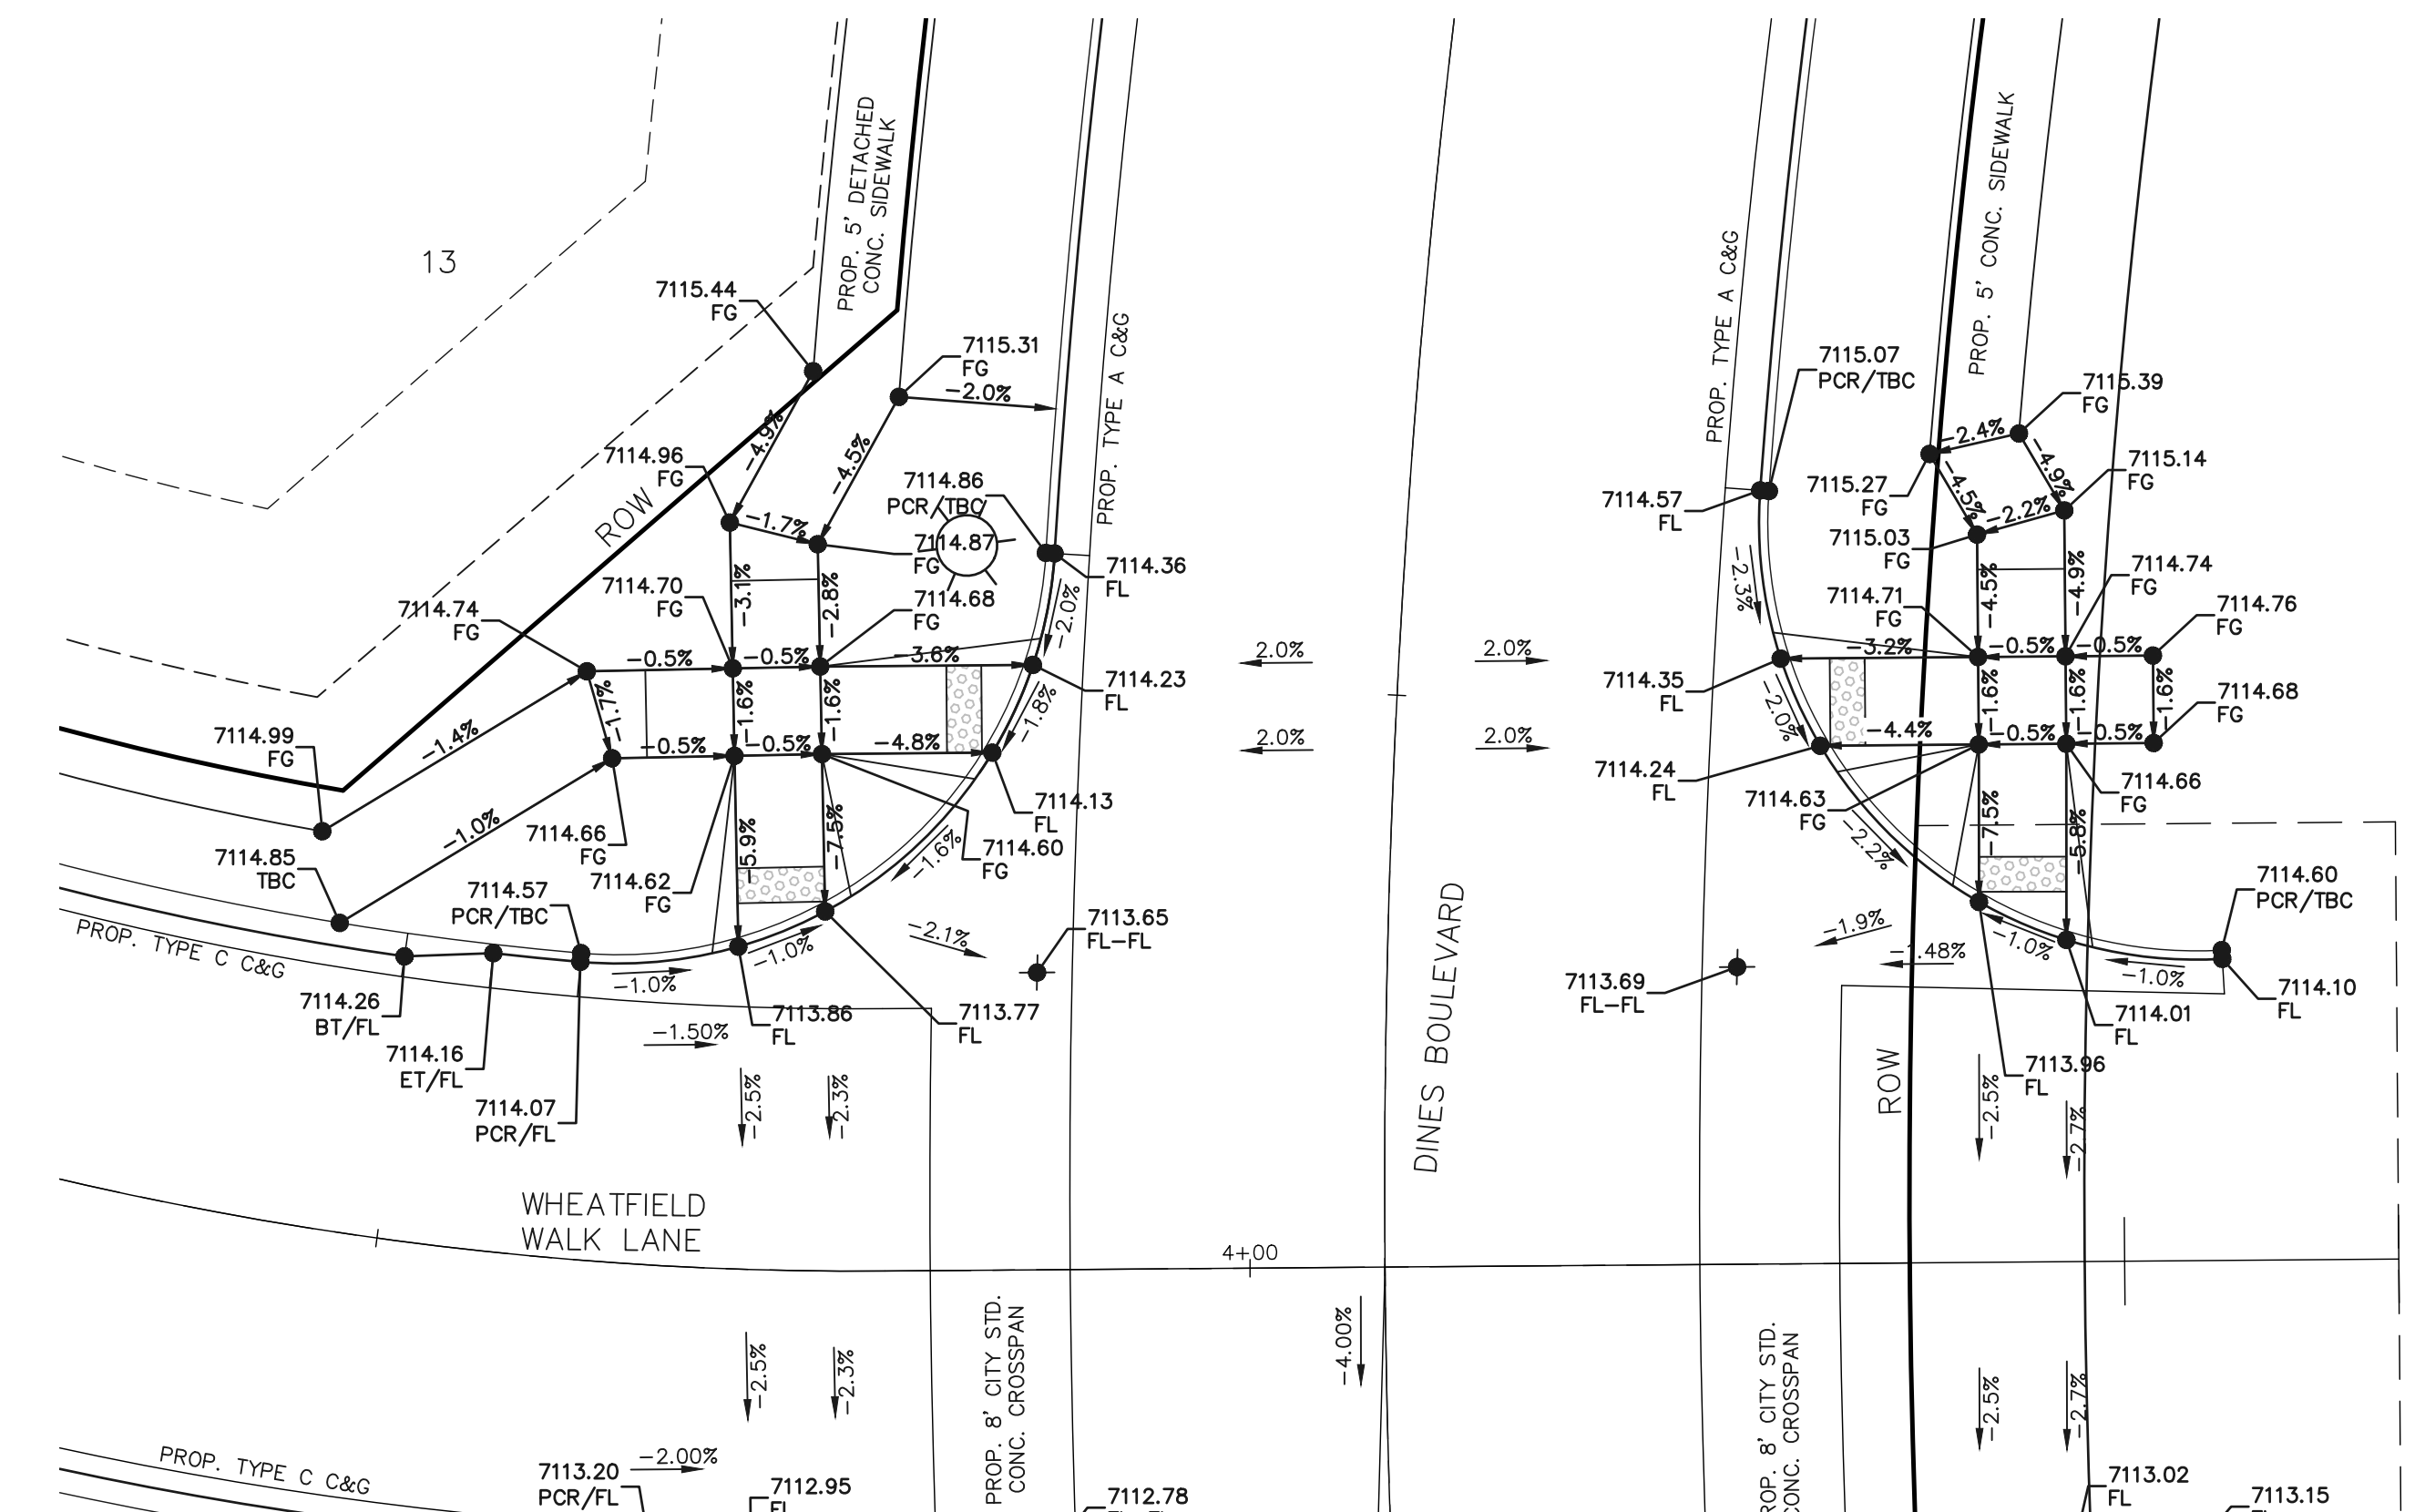 13
PROP. 5' DETACHED
CONC. SIDEWALK
PROP. TYPE A C&G
PROP. TYPE A C&G
PROP. 5' CONC. SIDEWALK
7115.44
FG
7115.31
FG
-2.0%
-4.9%
-4.5%
7114.96
FG
ROW
-1.7%
7114.86
PCR/TBC
7114.87
FG
7114.36
FL
-2.0%
7114.70
FG
-3.1%
-2.8%
7114.68
FG
7114.74
FG
-0.5%
-0.5%
-3.6%
7114.23
FL
-1.7%
-1.6%
-1.6%
-1.8%
7114.99
FG
-1.4%
-0.5%
-0.5%
-4.8%
7114.13
FL
-1.0%
7114.66
FG
7114.85
TBC
7114.62
FG
-5.9%
-7.5%
-1.6%
7114.60
FG
7114.57
PCR/TBC
PROP. TYPE C C&G
7114.26
BT/FL
7114.16
ET/FL
7114.07
PCR/FL
-1.0%
-1.0%
7113.86
FL
7113.77
FL
-2.1%
7113.65
FL-FL
-1.50%
-2.5%
-2.3%
2.0%
2.0%
2.0%
2.0%
DINES BOULEVARD
7115.07
PCR/TBC
7114.57
FL
-2.3%
7115.39
FG
-2.4%
7115.27
FG
-4.5%
-4.9%
7115.14
FG
-2.2%
7115.03
FG
-4.5%
-4.9%
7114.74
FG
7114.71
FG
7114.76
FG
-3.2%
-0.5%
-0.5%
7114.35
FL
-2.0%
-1.6%
-1.6%
-1.6%
7114.68
FG
-4.4%
-0.5%
-0.5%
7114.24
FL
7114.63
FG
7114.66
FG
-2.2%
-7.5%
-5.8%
7114.60
PCR/TBC
-1.9%
.48%
-1.0%
-1.0%
7113.69
FL-FL
7114.10
FL
7114.01
FL
7113.96
FL
ROW
-2.5%
-2.7%
WHEATFIELD
WALK LANE
4+00
-4.00%
-2.5%
-2.3%
PROP. 8' CITY STD.
CONC. CROSSPAN
ROP. 8' CITY STD.
CONC. CROSSPAN
-2.5%
-2.7%
PROP. TYPE C C&G
7113.20
PCR/FL
-2.00%
7112.95
FL
7112.78
7113.02
FL
7113.15